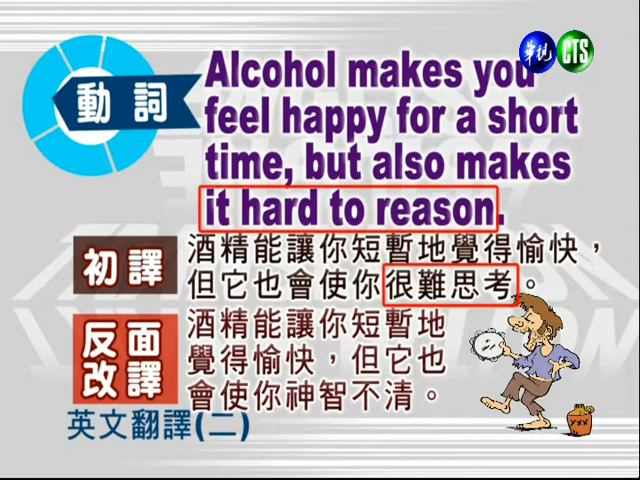 華視 CTS
動詞
Alcohol makes you
feel happy for a short
time, but also makes
it hard to reason.
初譯
酒精能讓你短暫地覺得愉快，
但它也會使你很難思考。
反面
改譯
酒精能讓你短暫地
覺得愉快，但它也
會使你神智不清。
XXX
英文翻譯(二)